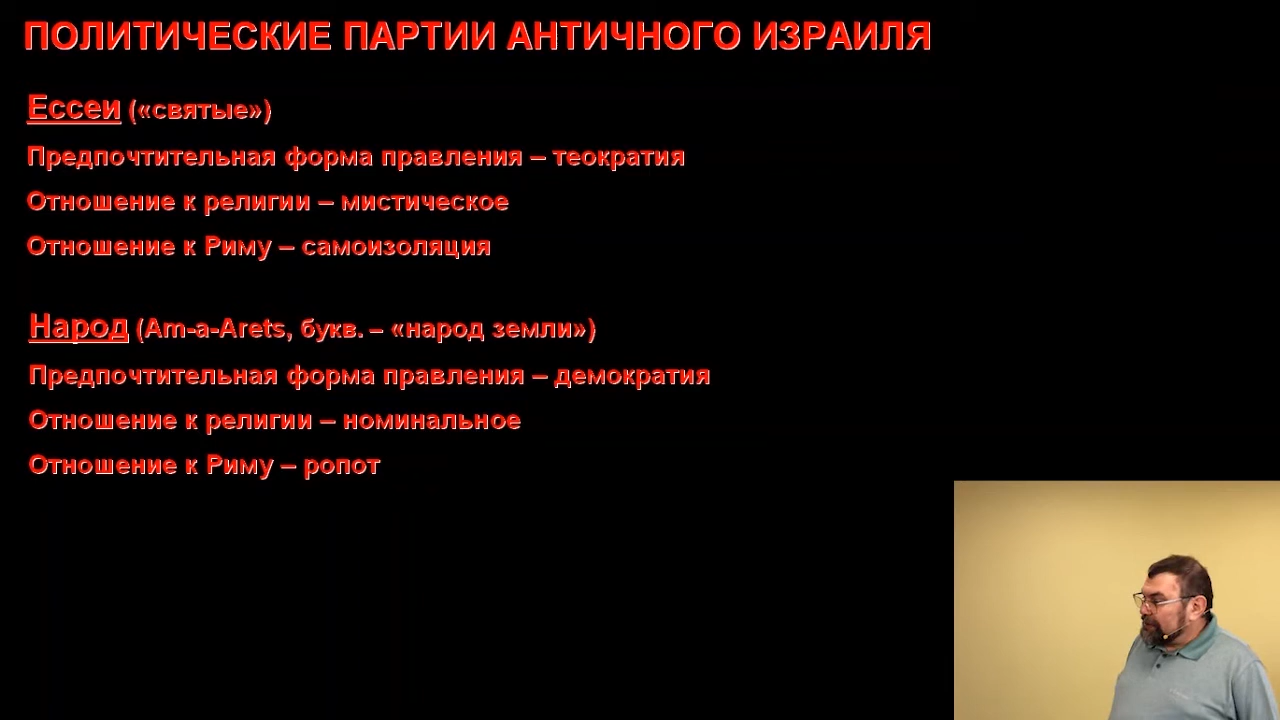 ПОЛИТИЧЕСКИЕ ПАРТИИ АНТИЧНОГО ИЗРАИЛЯ
Ессеи («святые»)
Предпочтительная форма правления – теократия
Отношение к религии – мистическое
Отношение к Риму – самоизоляция
Народ (Am-a-Arets, букв. – «народ земли»)
Предпочтительная форма правления – демократия
Отношение к религии – номинальное
Отношение к Риму – ропот